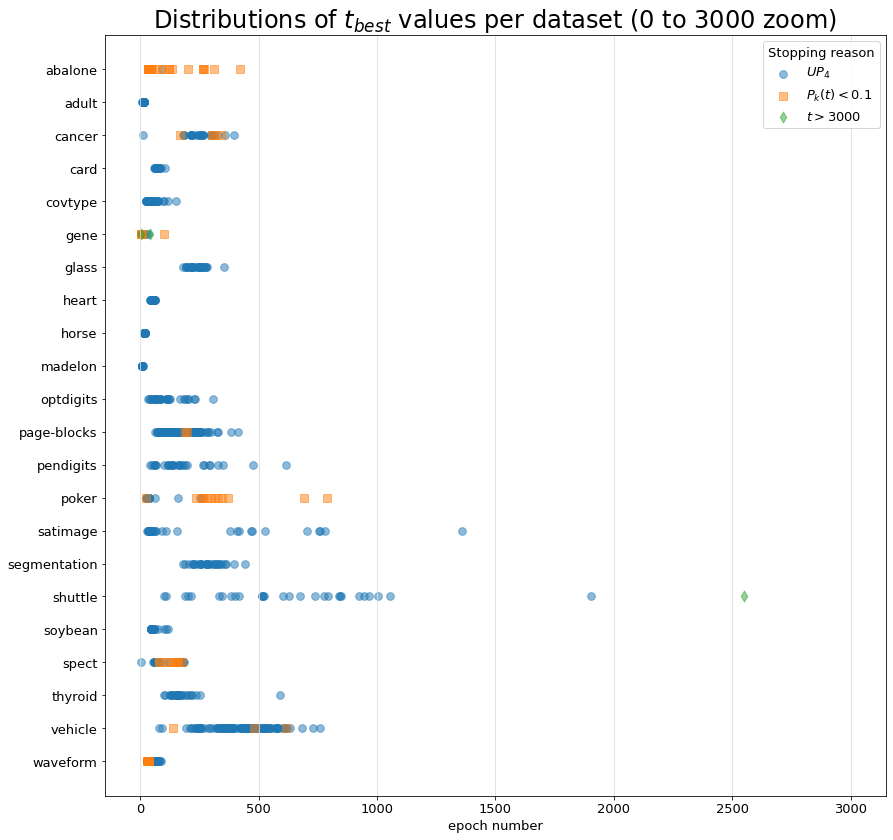 Distributions of t_best values per dataset (0 to 3000 zoom)
Stopping reason
UP_4
P_k(t) < 0.1
t > 3000
abalone
adult
cancer
card
covtype
gene
glass
heart
horse
madelon
optdigits
page-blocks
pendigits
poker
satimage
segmentation
shuttle
soybean
spect
thyroid
vehicle
waveform
0 500 1000 1500 2000 2500 3000
epoch number